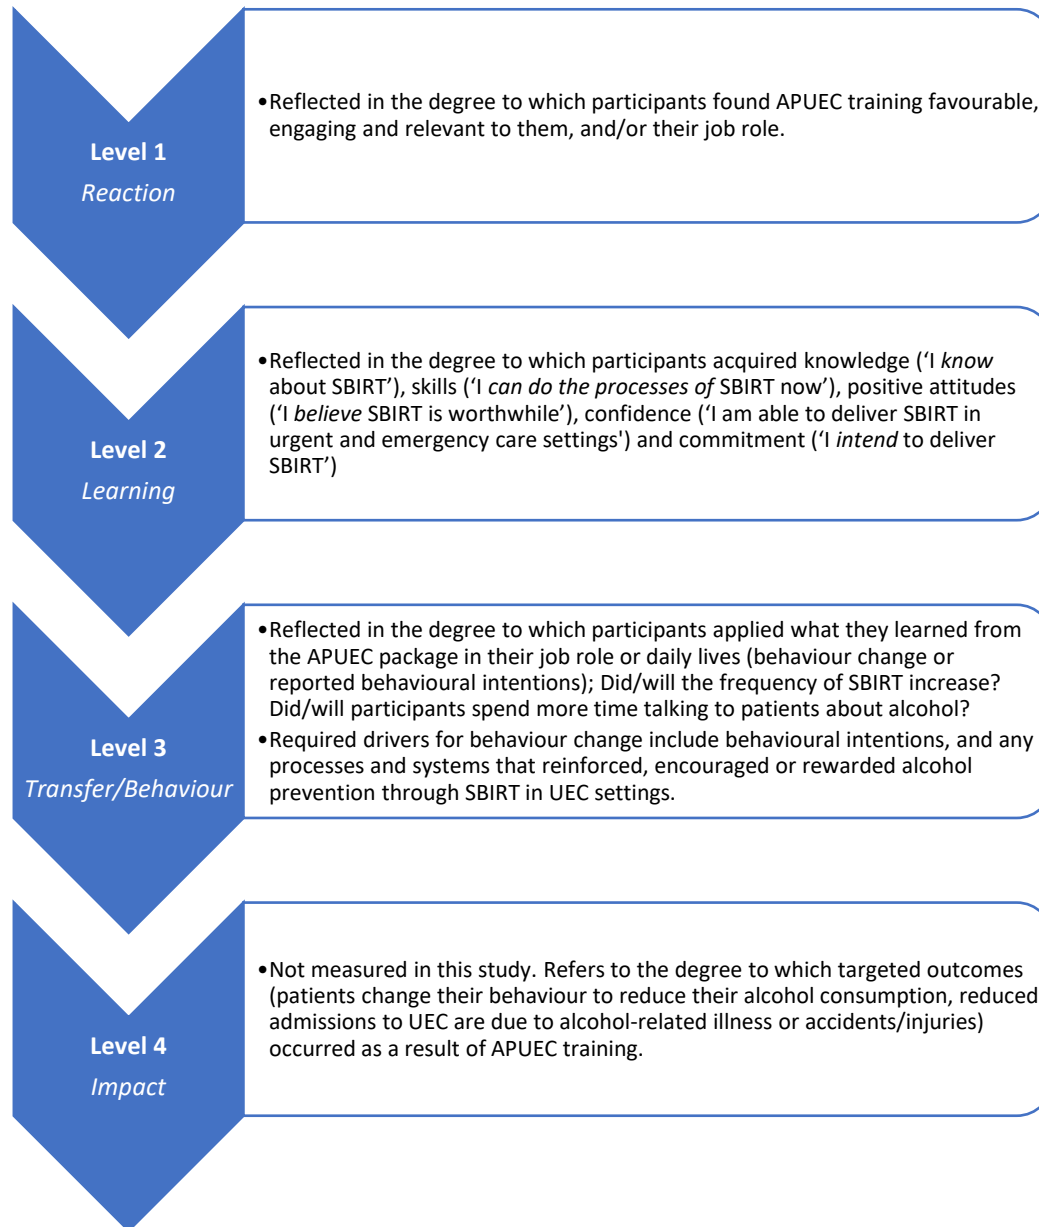 Level 1
Reaction
•Reflected in the degree to which participants found APUEC training favourable,
engaging and relevant to them, and/or their job role.
Level 2
Learning
•Reflected in the degree to which participants acquired knowledge (‘I know
about SBIRT’), skills (‘I can do the processes of SBIRT now’), positive attitudes
(‘I believe SBIRT is worthwhile’), confidence (‘I am able to deliver SBIRT in
urgent and emergency care settings') and commitment (‘I intend to deliver
SBIRT’)
Level 3
Transfer/Behaviour
•Reflected in the degree to which participants applied what they learned from
the APUEC package in their job role or daily lives (behaviour change or
reported behavioural intentions); Did/will the frequency of SBIRT increase?
Did/will participants spend more time talking to patients about alcohol?
•Required drivers for behaviour change include behavioural intentions, and any
processes and systems that reinforced, encouraged or rewarded alcohol
prevention through SBIRT in UEC settings.
Level 4
Impact
•Not measured in this study. Refers to the degree to which targeted outcomes
(patients change their behaviour to reduce their alcohol consumption, reduced
admissions to UEC are due to alcohol-related illness or accidents/injuries)
occurred as a result of APUEC training.